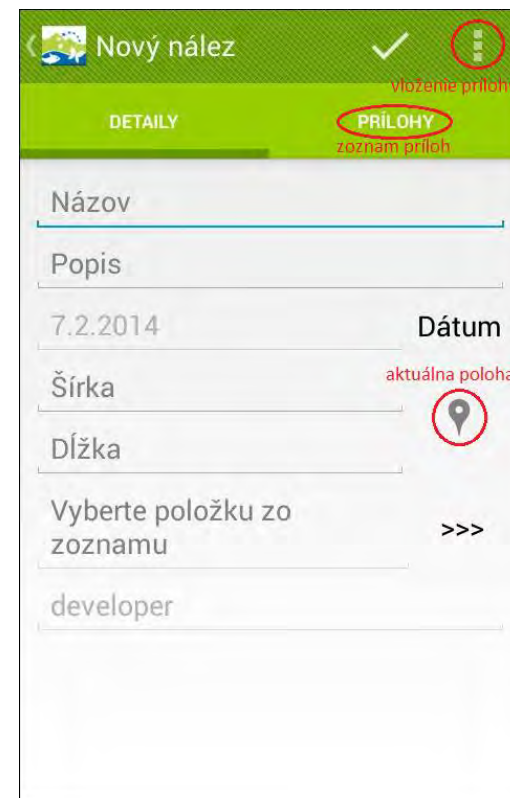 Nový nález
vloženie príloh
DETAILY
PRÍLOHY
zoznam príloh
Názov
Popis
7.2.2014
Dátum
Šírka
aktuálna poloha
Dĺžka
Vyberte položku zo
zoznamu
>>>
developer